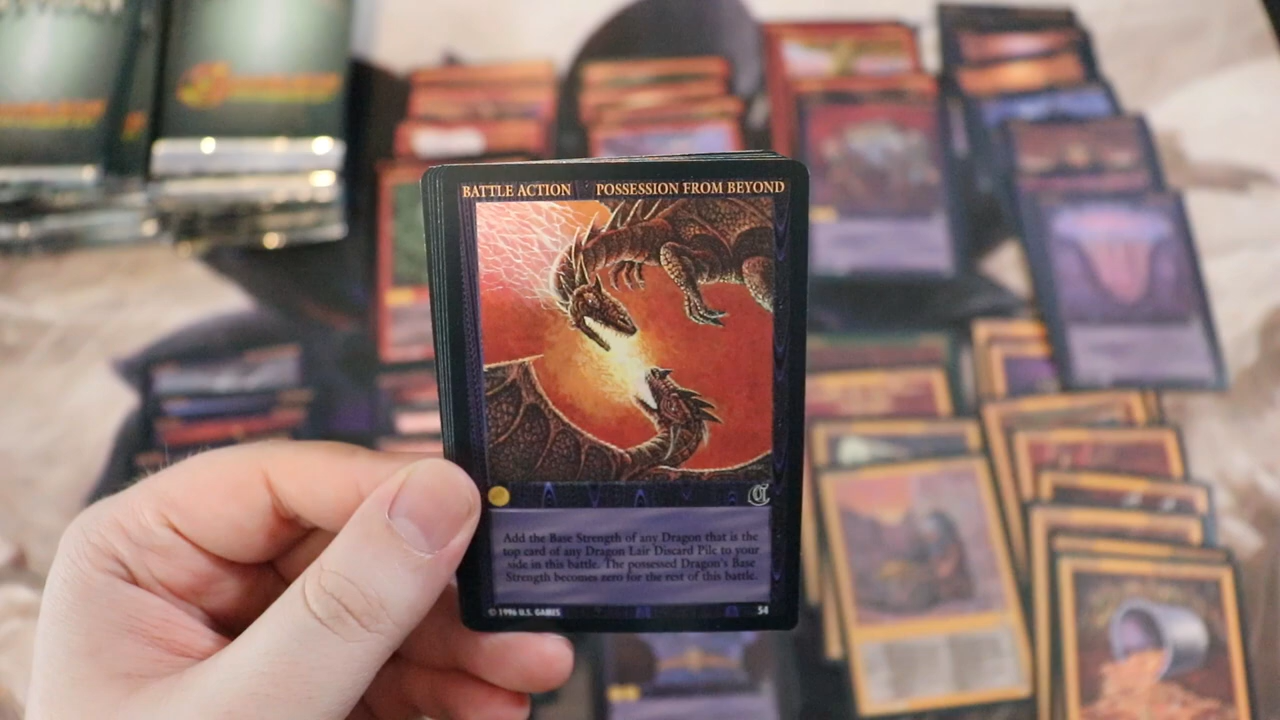 BATTLE ACTION POSSESSION FROM BEYOND
Add the Base Strength of any Dragon that is the
top card of any Dragon Lair Discard Pile to your
side in this battle. The possessed Dragon's Base
Strength becomes zero for the rest of this battle.
© 1996 U.S. GAMES 54